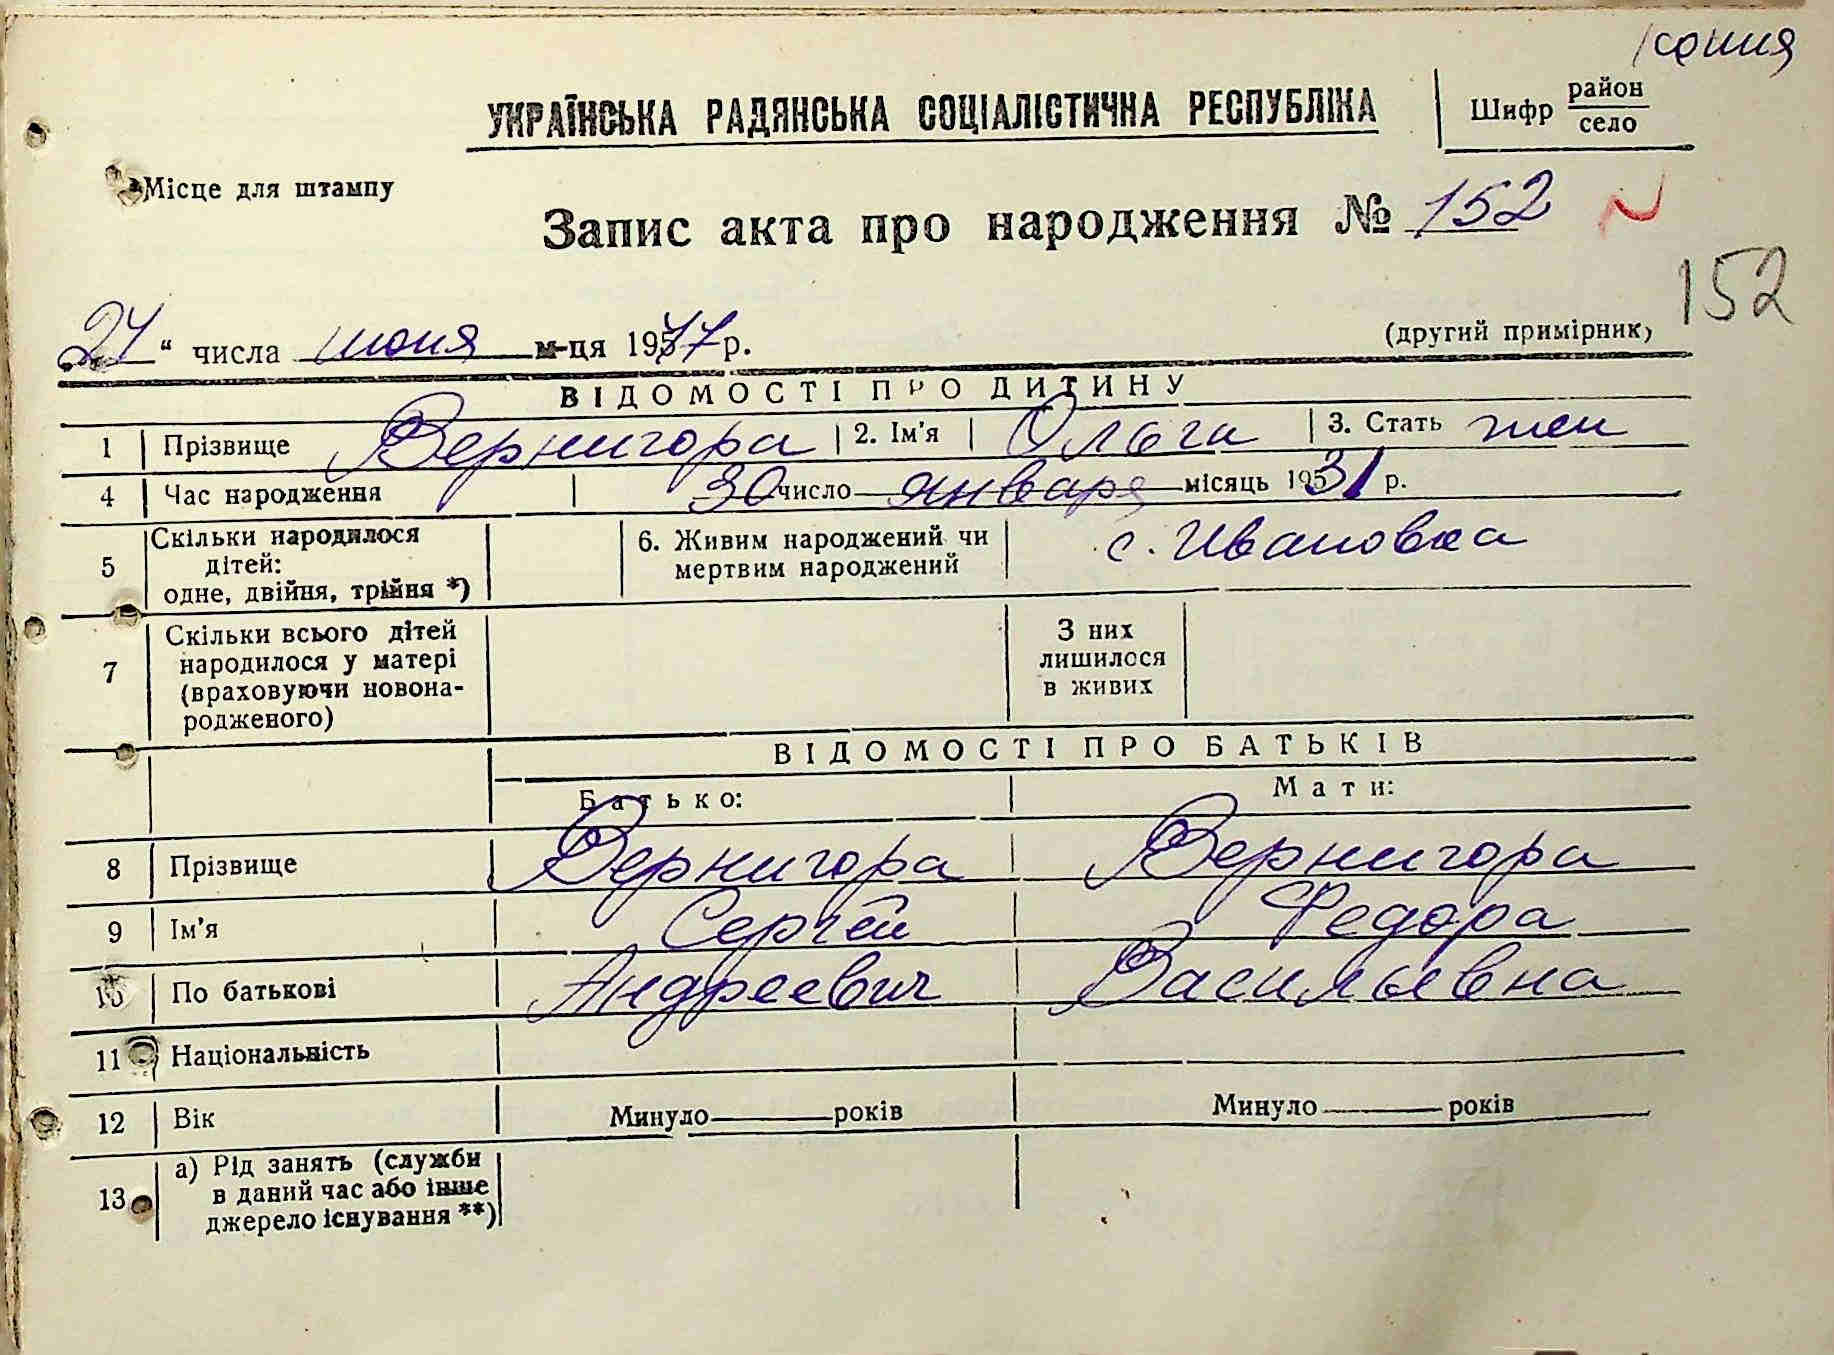 копия
УКРАЇНСЬКА РАДЯНСЬКА СОЦІАЛІСТИЧНА РЕСПУБЛІКА
Шифр район
село
Місце для штампу
Запис акта про народження № 152
152
„ числа июня м-ця 1977 р.
(другий примірник)
ВІДОМОСТІ ПРО ДИТИНУ
1 Прізвище Вернигора 2. Ім'я Ольга 3. Стать жен
4 Час народження 30 число января місяць 1931 р.
5 Скільки народилося дітей: одне, двійня, трійня *) 6. Живим народжений чи мертвим народжений с. Ивановка
7 Скільки всього дітей народилося у матері (враховуючи новона-родженого) З них лишилося в живих
ВІДОМОСТІ ПРО БАТЬКІВ
Батько: Мати:
8 Прізвище Вернигора Вернигора
9 Ім'я Сергей Федора
10 По батькові Андреевич Васильевна
11 Національність
12 Вік Минуло років Минуло років
13 а) Рід занять (служби в даний час або інше джерело існування **)